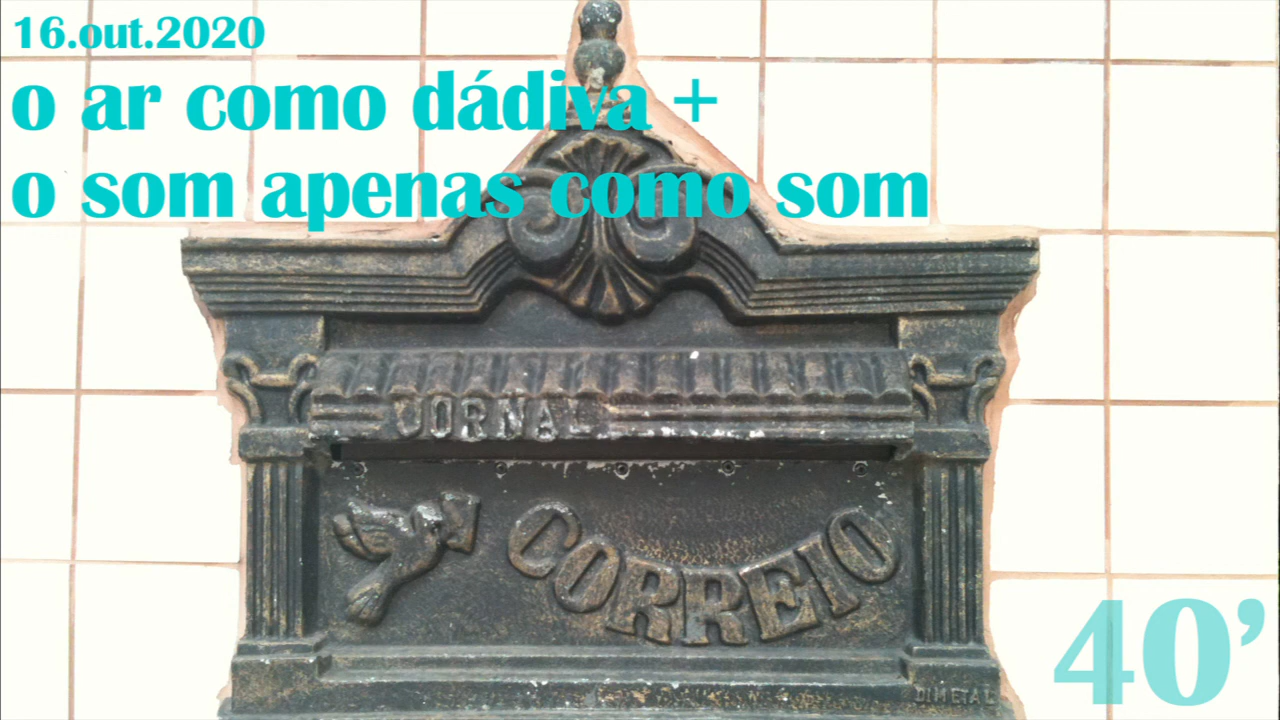 16.out.2020
o ar como dádiva +
o som apenas como som
JORNAL
CORREIO
DIMETAL
40’